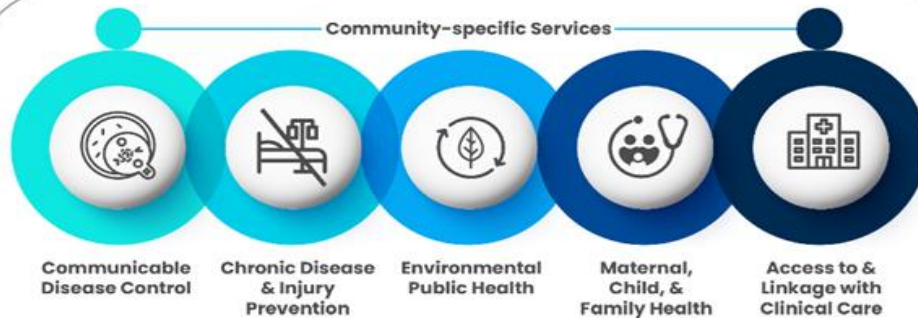 Community-specific Services
Communicable
Disease Control
Chronic Disease
& Injury
Prevention
Environmental
Public Health
Maternal,
Child, &
Family Health
Access to &
Linkage with
Clinical Care